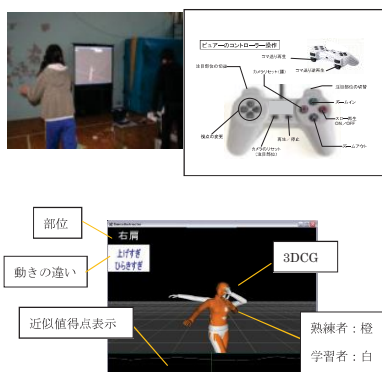 ビュアーのコントローラー操作
コマ送り再生
コマ送り逆再生
注目部位の切替
カメラリセット(鏡)
注目部位の切替
ズームイン
スロー再生
ON/OFF
視点の変更
再生/停止
ズームアウト
カメラのリセット
(注目部位)
部位
右肩
動きの違い
上げすぎ
ひらきすぎ
3DCG
近似値得点表示
熟練者：橙
学習者：白